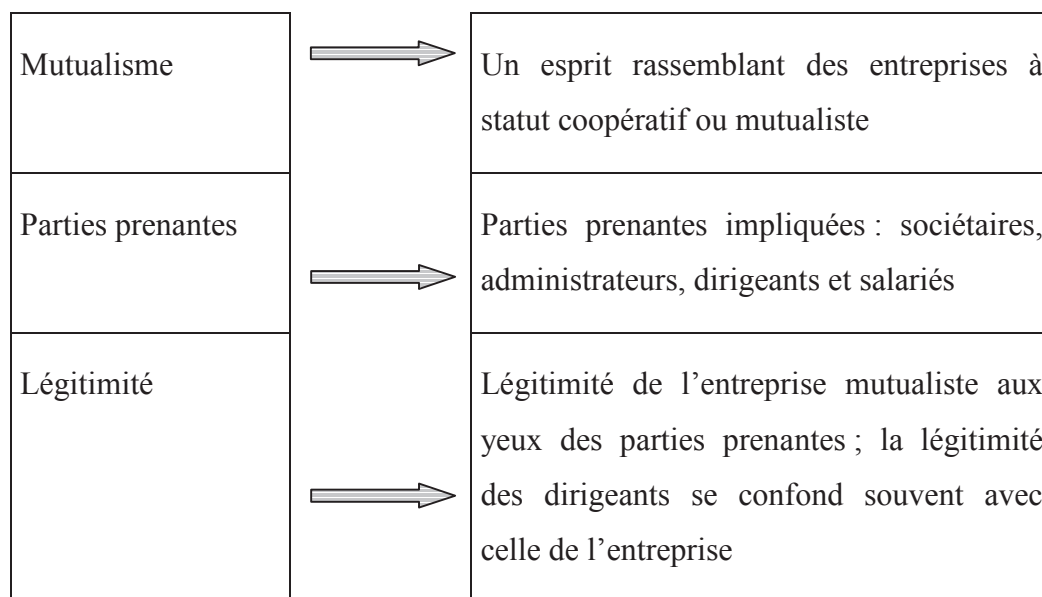 Mutualisme
Un esprit rassemblant des entreprises à
statut coopératif ou mutualiste
Parties prenantes
Parties prenantes impliquées : sociétaires,
administrateurs, dirigeants et salariés
Légitimité
Légitimité de l’entreprise mutualiste aux
yeux des parties prenantes ; la légitimité
des dirigeants se confond souvent avec
celle de l’entreprise